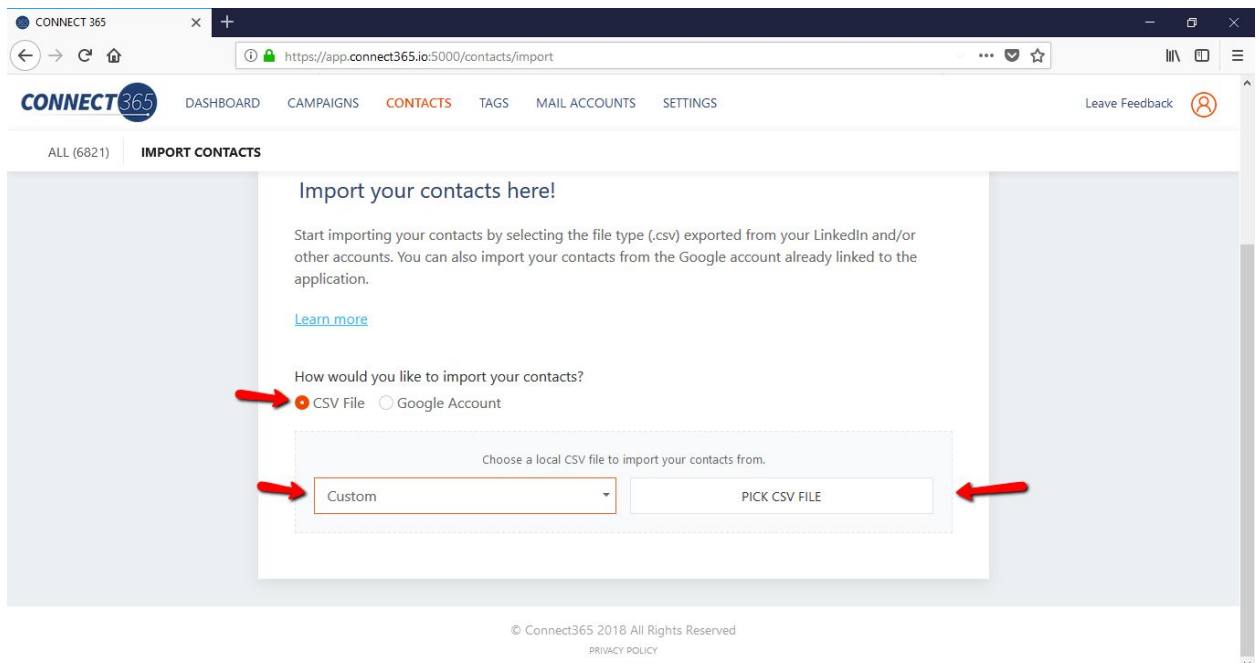 CONNECT 365
https://app.connect365.io:5000/contacts/import
CONNECT365 DASHBOARD CAMPAIGNS CONTACTS TAGS MAIL ACCOUNTS SETTINGS Leave Feedback
ALL (6821) IMPORT CONTACTS
Import your contacts here!
Start importing your contacts by selecting the file type (.csv) exported from your LinkedIn and/or
other accounts. You can also import your contacts from the Google account already linked to the
application.
Learn more
How would you like to import your contacts?
CSV File Google Account
Choose a local CSV file to import your contacts from.
Custom PICK CSV FILE
© Connect365 2018 All Rights Reserved
PRIVACY POLICY